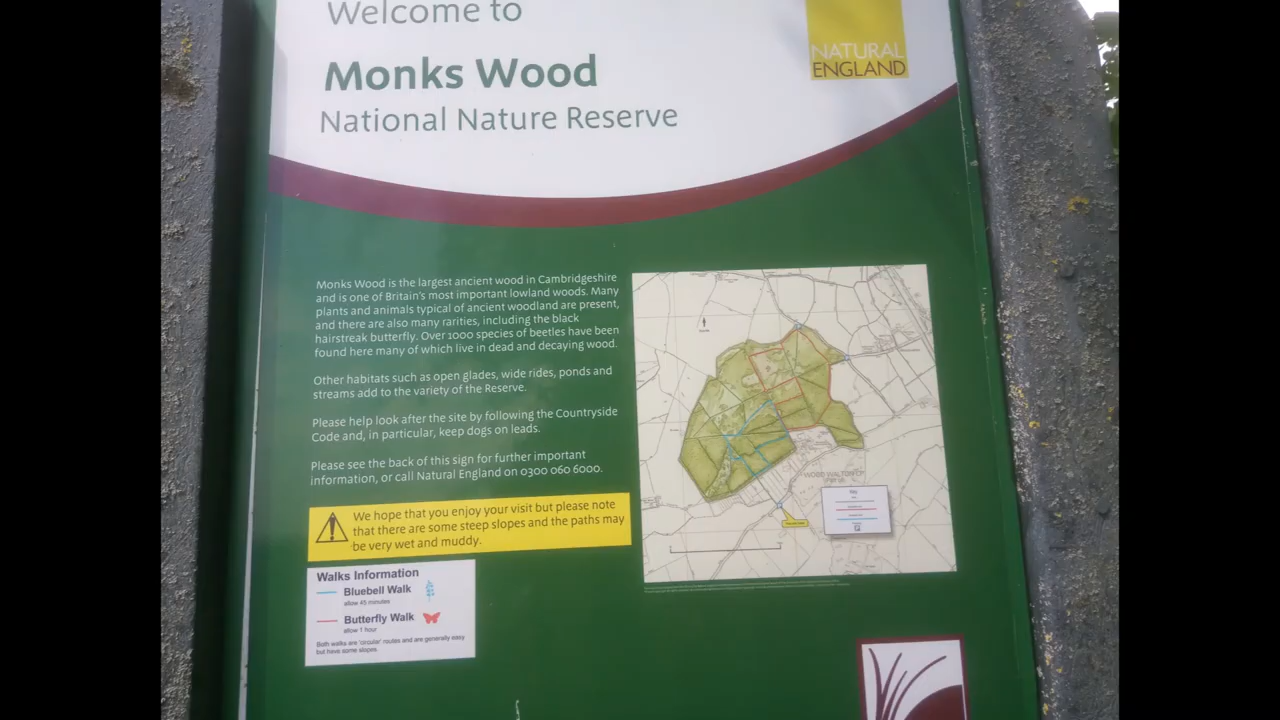 Welcome to
Monks Wood
National Nature Reserve
NATURAL
ENGLAND
Monks Wood is the largest ancient wood in Cambridgeshire
and is one of Britain's most important lowland woods. Many
plants and animals typical of ancient woodland are present,
and there are also many rarities, including the black
hairstreak butterfly. Over 1000 species of beetles have been
found here many of which live in dead and decaying wood.
Other habitats such as open glades, wide rides, ponds and
streams add to the variety of the Reserve.
Please help look after the site by following the Countryside
Code and, in particular, keep dogs on leads.
Please see the back of this sign for further important
information, or call Natural England on 0300 060 6000.
We hope that you enjoy your visit but please note
that there are some steep slopes and the paths may
be very wet and muddy.
Walks Information
Bluebell Walk
allow 45 minutes
Butterfly Walk
allow 1 hour
Both walks are 'circular' routes and are generally easy
but have some slopes.
Key